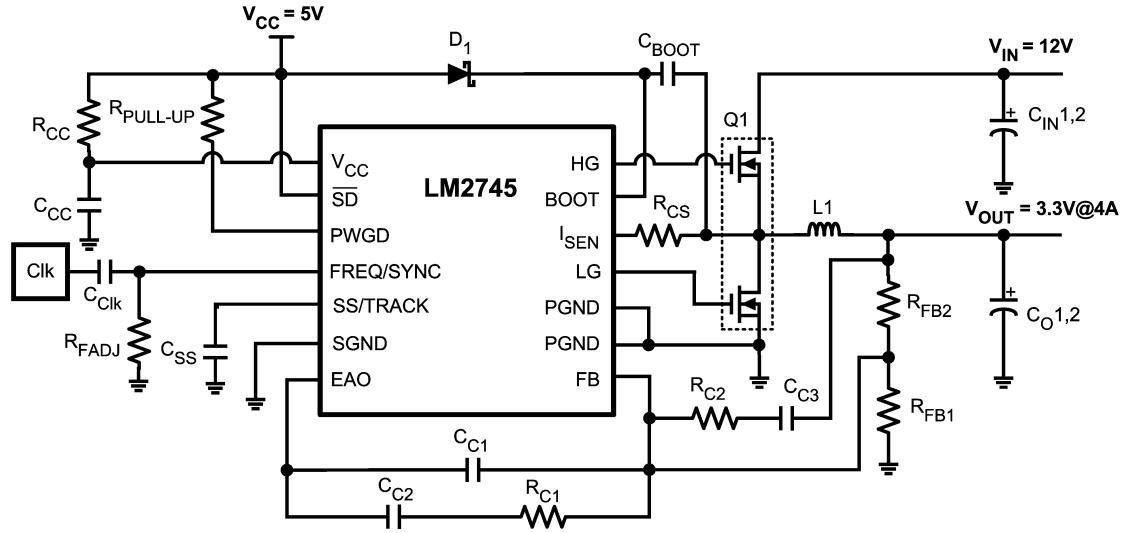 VCC = 5V
D1
CBOOT
VIN = 12V
RCC
RPULL-UP
CIN1,2
Q1
LM2745
VCC
SD
PWGD
FREQ/SYNC
SS/TRACK
SGND
EAO
HG
BOOT
ISEN
LG
PGND
PGND
FB
CCC
RCS
L1
VOUT = 3.3V@4A
Clk
CClk
RFADJ
CSS
RFB2
CO1,2
RC2
CC3
RFB1
CC1
CC2
RC1